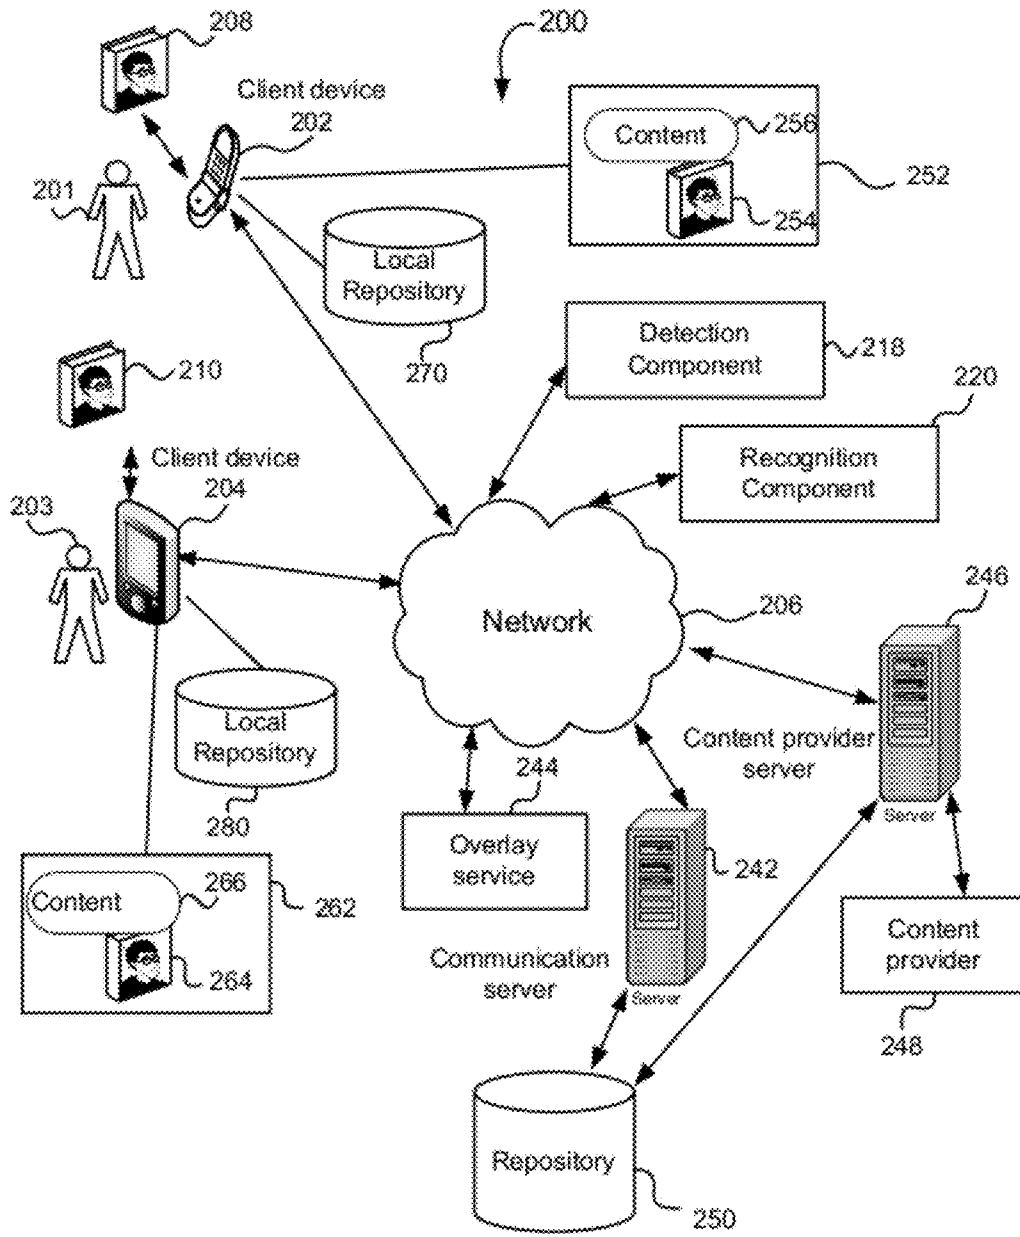 208
200
Client device
202
Content
256
201
252
254
Local
Repository
Detection
Component
218
270
210
220
Recognition
Component
Client device
204
203
246
Network
206
Local
Repository
Content provider
server
244
280
Server
Overlay
service
242
266
Content
262
Content
provider
264
Communication
server
Server
248
Repository
250